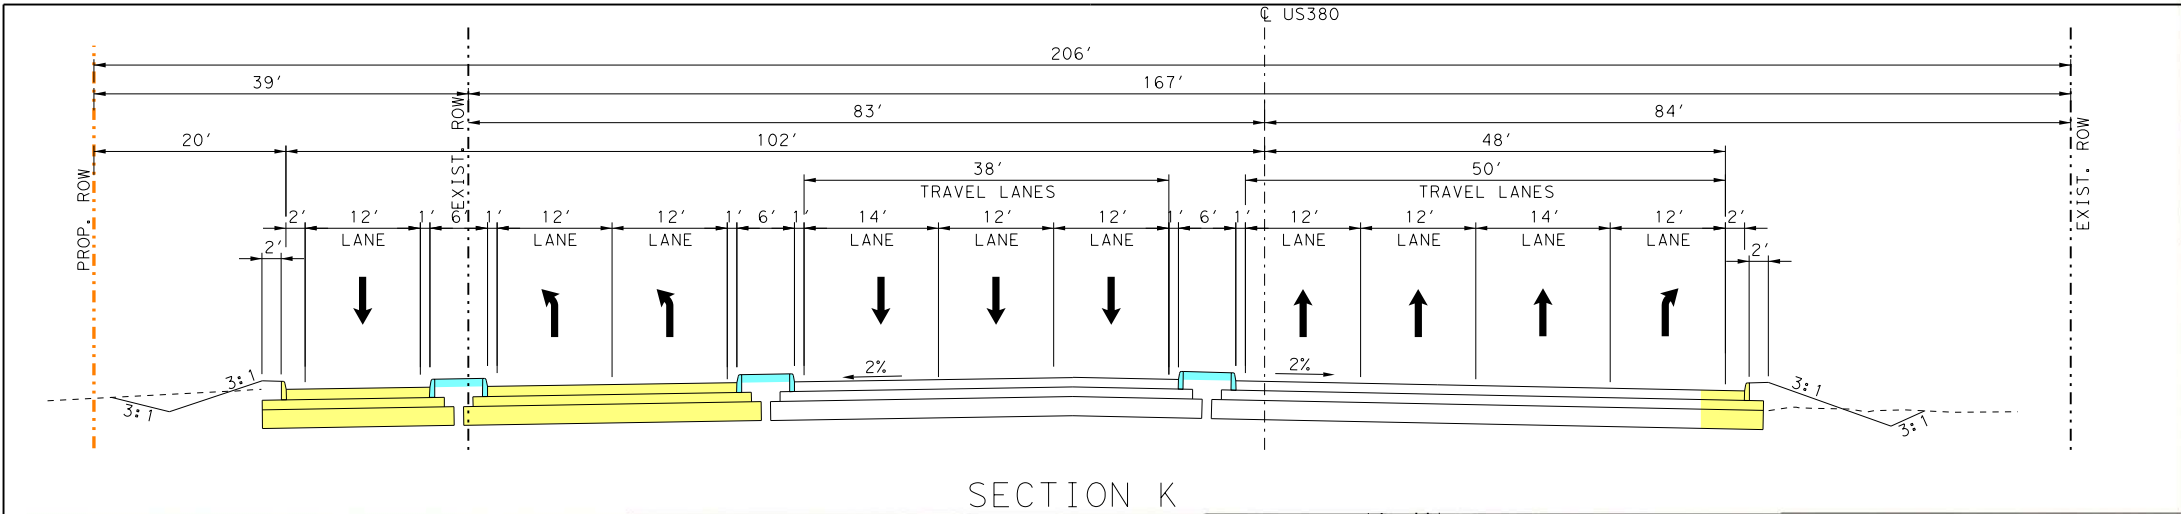 ℄ US380
206′
39′ 167′
83′ 84′
20′ 102′ 48′
38′ 50′
TRAVEL LANES TRAVEL LANES
2′ 12′ 1′ 6′ 1′ 12′ 12′ 1′ 6′ 1′ 14′ 12′ 12′ 1′ 6′ 1′ 12′ 12′ 14′ 12′ 2′
LANE LANE LANE LANE LANE LANE LANE LANE LANE LANE
2′ 2′
PROP. ROW
EXIST. ROW
EXIST. ROW
2% 2%
3:1 3:1
3:1 3:1
SECTION K